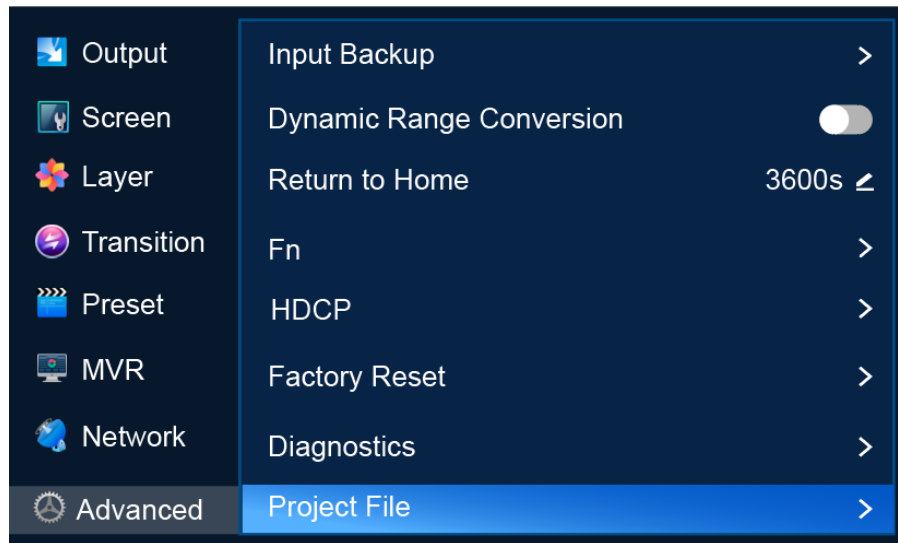 Output
Screen
Layer
Transition
Preset
MVR
Network
Advanced
Input Backup
Dynamic Range Conversion
Return to Home 3600s
Fn
HDCP
Factory Reset
Diagnostics
Project File